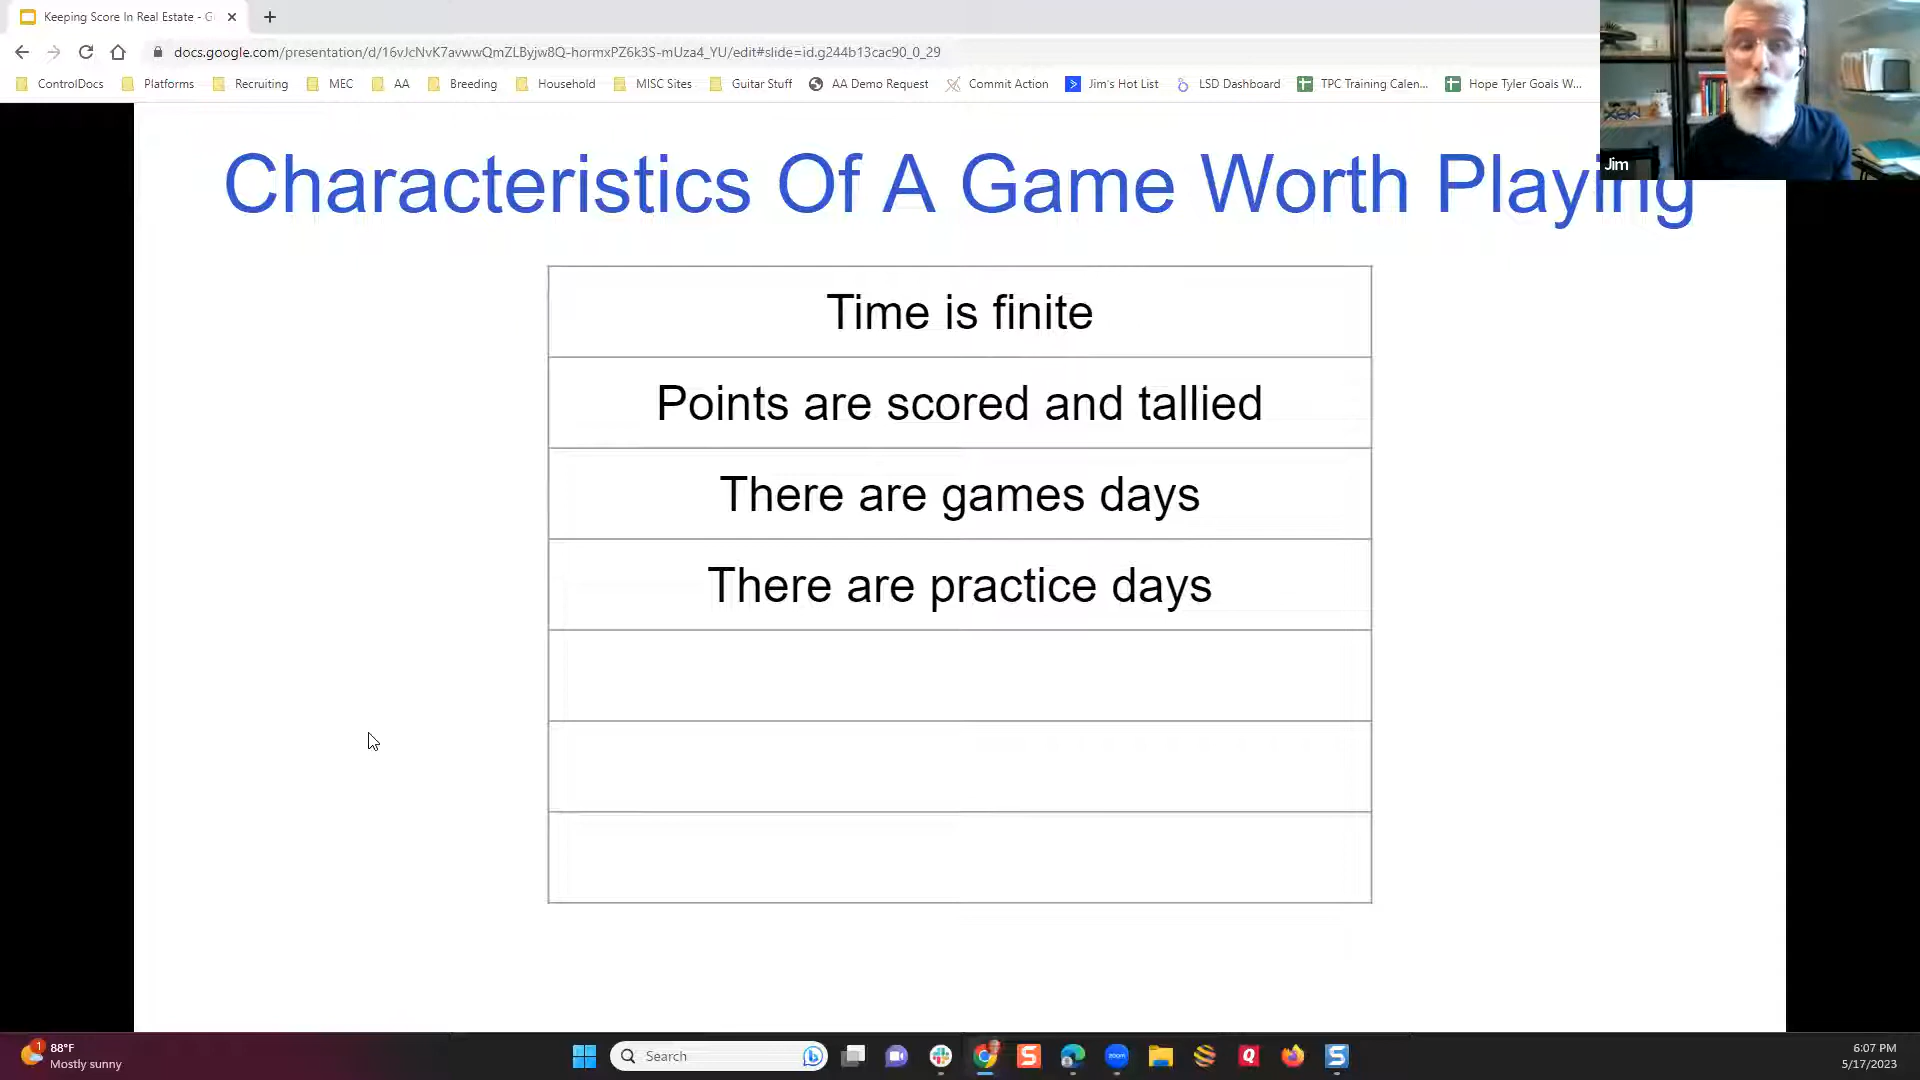 Keeping Score In Real Estate - G
docs.google.com/presentation/d/16vJcNvK7avwwQmZLByjw8Q-hormxPZ6k3S-mUza4_YU/edit#slide=id.g244b13cac90_0_29
ControlDocs Platforms Recruiting MEC AA Breeding Household MISC Sites Guitar Stuff AA Demo Request Commit Action Jim's Hot List LSD Dashboard TPC Training Calen... Hope Tyler Goals W...
Jim
Characteristics Of A Game Worth Playing
Time is finite
Points are scored and tallied
There are games days
There are practice days
1
88°F
Mostly sunny
Search
zoom
6:07 PM
5/17/2023